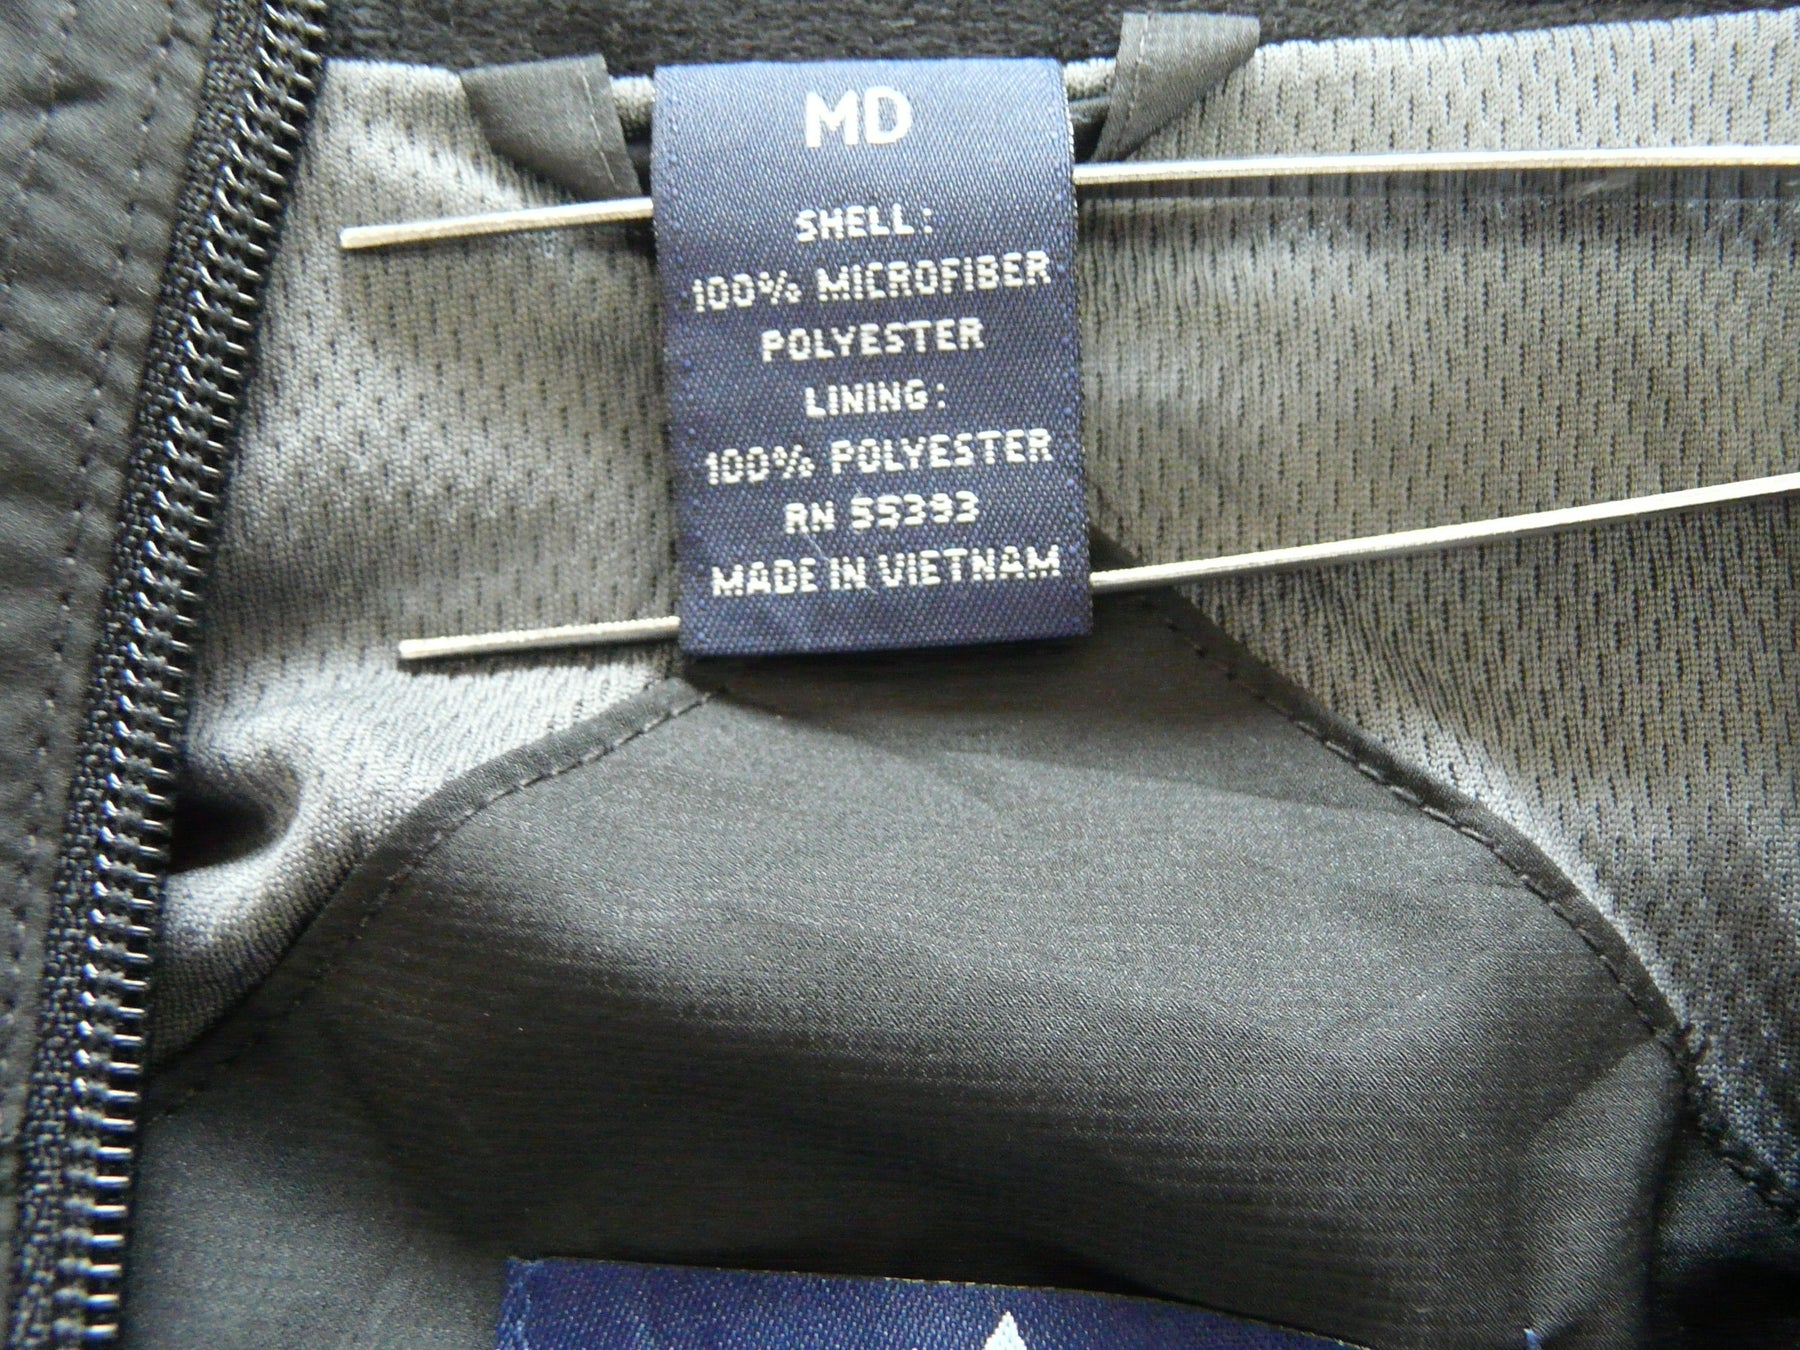 MD
SHELL:
100% MICROFIBER
POLYESTER
LINING:
100% POLYESTER
RN 55393
MADE IN VIETNAM